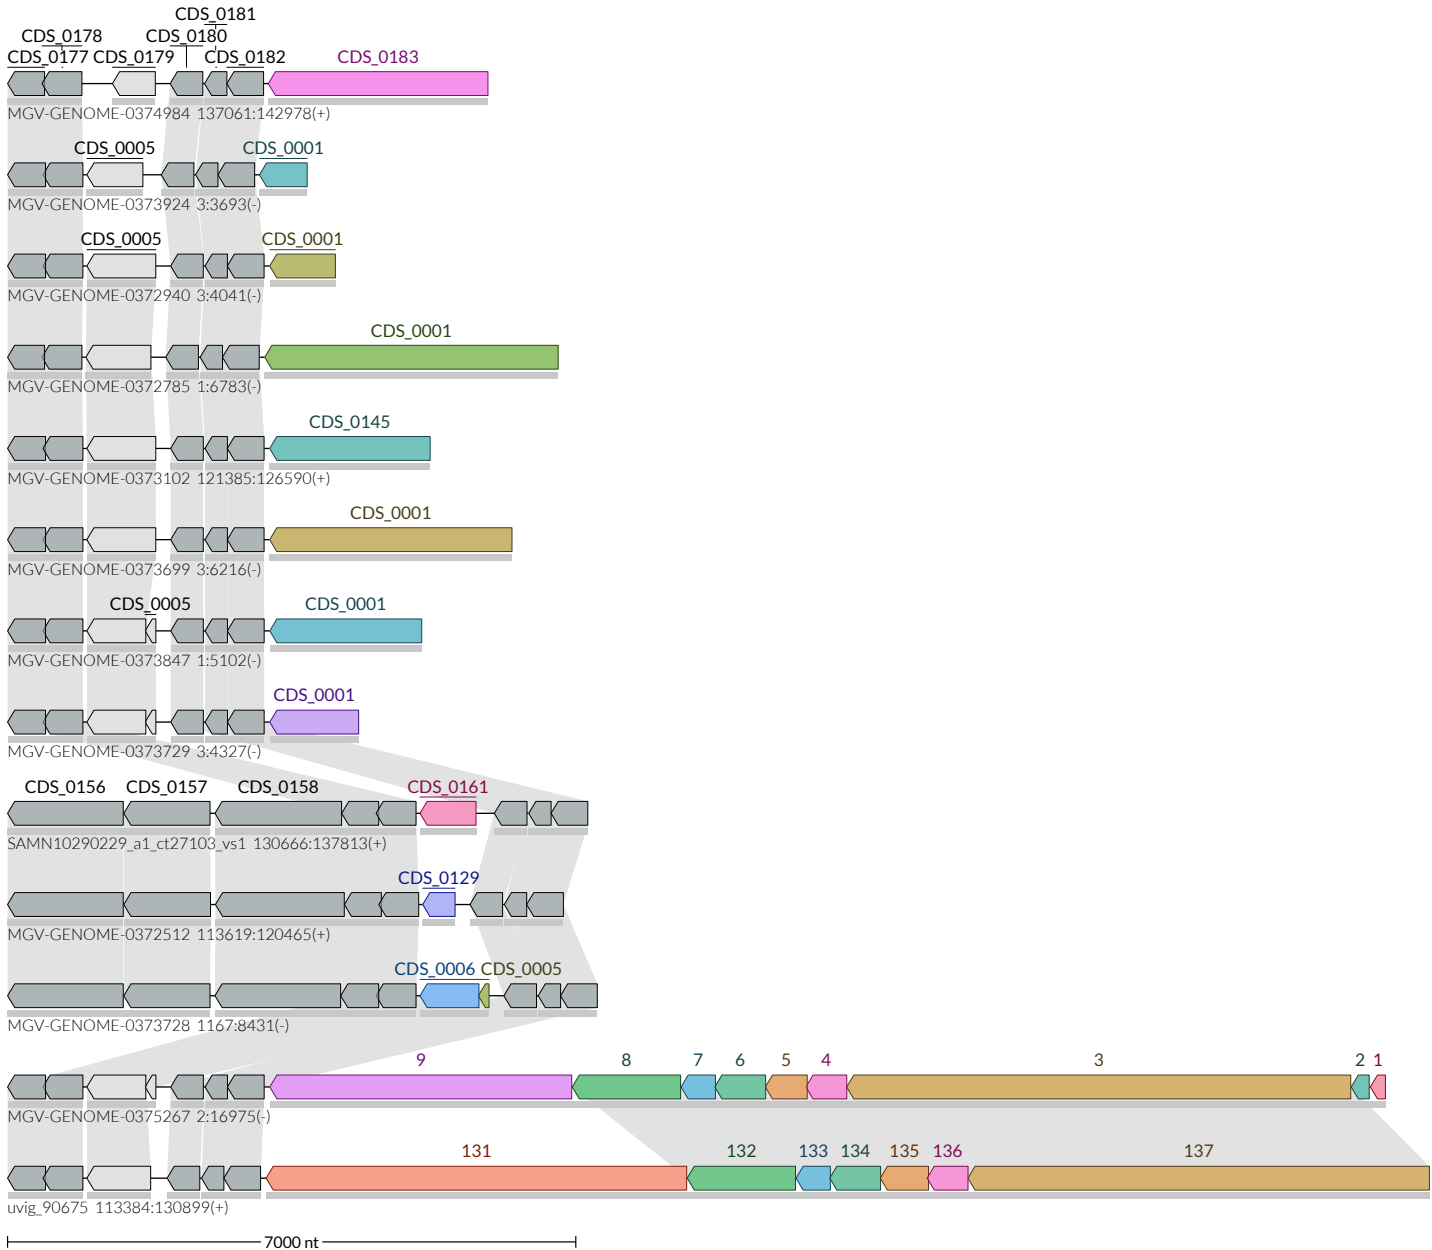 CDS_0181
CDS_0178 CDS_0180
CDS_0177 CDS_0179 CDS_0182 CDS_0183
MGV-GENOME-0374984 137061:142978(+)
CDS_0005 CDS_0001
MGV-GENOME-0373924 3:3693(-)
CDS_0005 CDS_0001
MGV-GENOME-0372940 3:4041(-)
CDS_0001
MGV-GENOME-0372785 1:6783(-)
CDS_0145
MGV-GENOME-0373102 121385:126590(+)
CDS_0001
MGV-GENOME-0373699 3:6216(-)
CDS_0005 CDS_0001
MGV-GENOME-0373847 1:5102(-)
CDS_0001
MGV-GENOME-0373729 3:4327(-)
CDS_0156 CDS_0157 CDS_0158 CDS_0161
SAMN10290229_a1_ct27103_vs1 130666:137813(+)
CDS_0129
MGV-GENOME-0372512 113619:120465(+)
CDS_0006 CDS_0005
MGV-GENOME-0373728 1167:8431(-)
9 8 7 6 5 4 3 2 1
MGV-GENOME-0375267 2:16975(-)
131 132 133 134 135 136 137
uvig_90675 113384:130899(+)
7000 nt